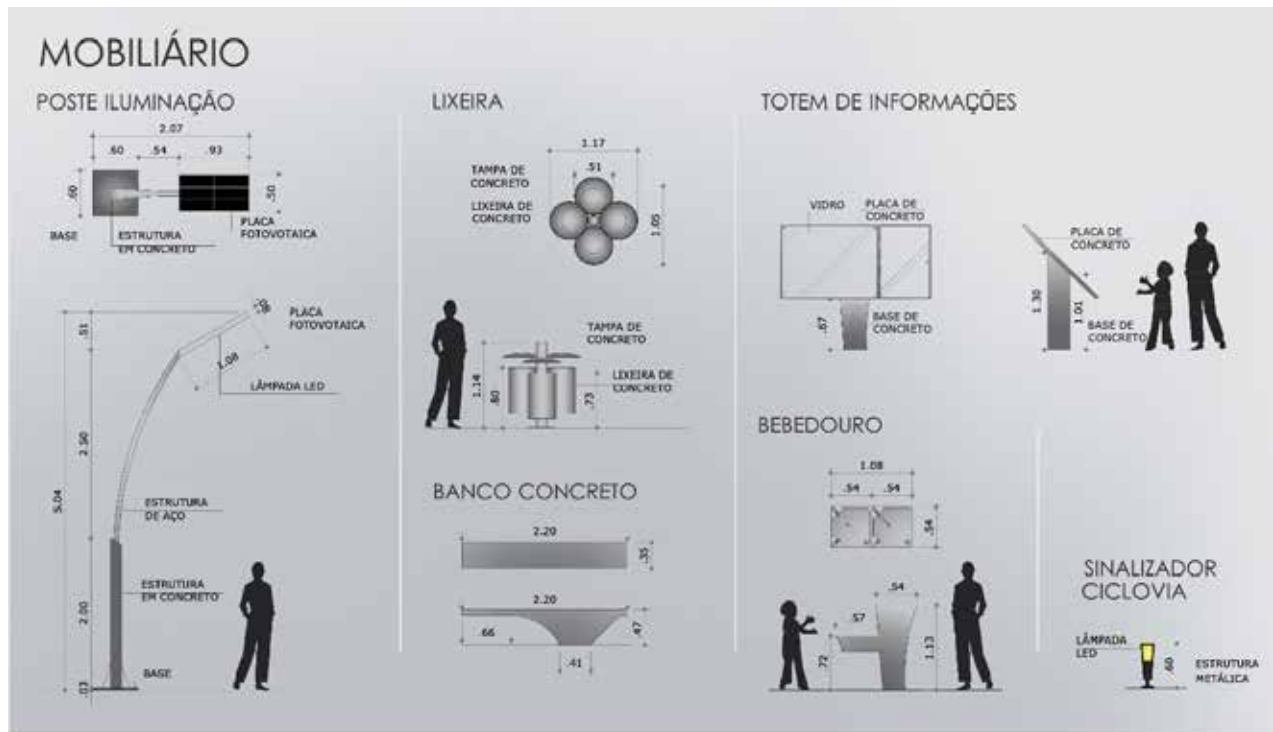 MOBILIÁRIO
POSTE ILUMINAÇÃO
2.07
.60
.54
.93
.60
.50
BASE
ESTRUTURA
EM CONCRETO
PLACA
FOTOVOTAICA
.51
PLACA
FOTOVOTAICA
1.08
LÂMPADA LED
2.50
5.04
ESTRUTURA
DE AÇO
ESTRUTURA
EM CONCRETO
2.00
BASE
.03
LIXEIRA
1.17
.51
TAMPA DE
CONCRETO
LIXEIRA DE
CONCRETO
1.05
TAMPA DE
CONCRETO
LIXEIRA DE
CONCRETO
1.14
.80
.73
BANCO CONCRETO
2.20
.35
2.20
.66
.47
.41
TOTEM DE INFORMAÇÕES
VIDRO
PLACA DE
CONCRETO
BASE DE
CONCRETO
.67
PLACA DE
CONCRETO
1.30
1.01
BASE DE
CONCRETO
BEBEDOURO
1.08
.54
.54
.54
.54
.57
.72
1.13
SINALIZADOR
CICLOVIA
LÂMPADA
LED
.60
ESTRUTURA
METÁLICA